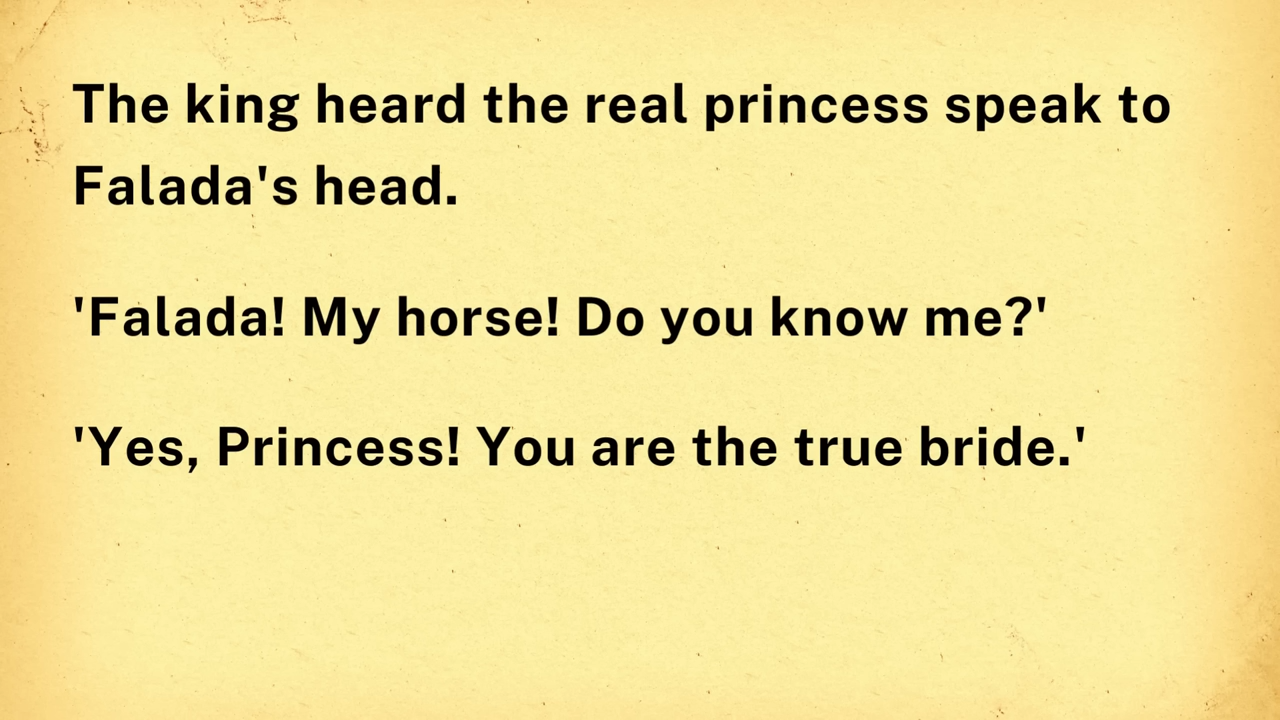 The king heard the real princess speak to
Falada's head.
'Falada! My horse! Do you know me?'
'Yes, Princess! You are the true bride.'